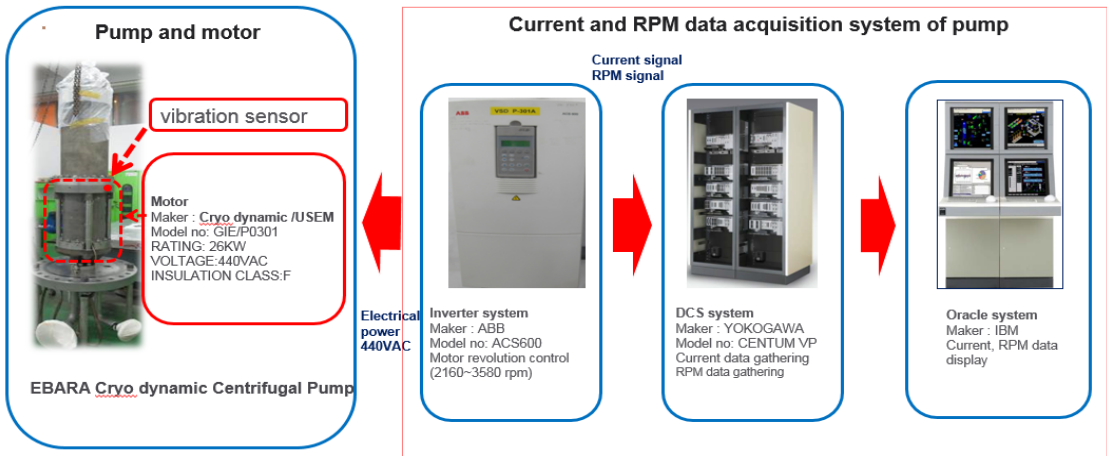 Pump and motor
vibration sensor
Motor
Maker : Cryo dynamic /USEM
Model no: GIE/P0301
RATING: 26KW
VOLTAGE:440VAC
INSULATION CLASS:F
EBARA Cryo dynamic Centrifugal Pump
Current and RPM data acquisition system of pump
Current signal
RPM signal
Electrical
power
440VAC
ABB
VSD P-301A
Inverter system
Maker : ABB
Model no: ACS600
Motor revolution control
(2160~3580 rpm)
DCS system
Maker : YOKOGAWA
Model no: CENTUM VP
Current data gathering
RPM data gathering
Oracle system
Maker : IBM
Current, RPM data
display